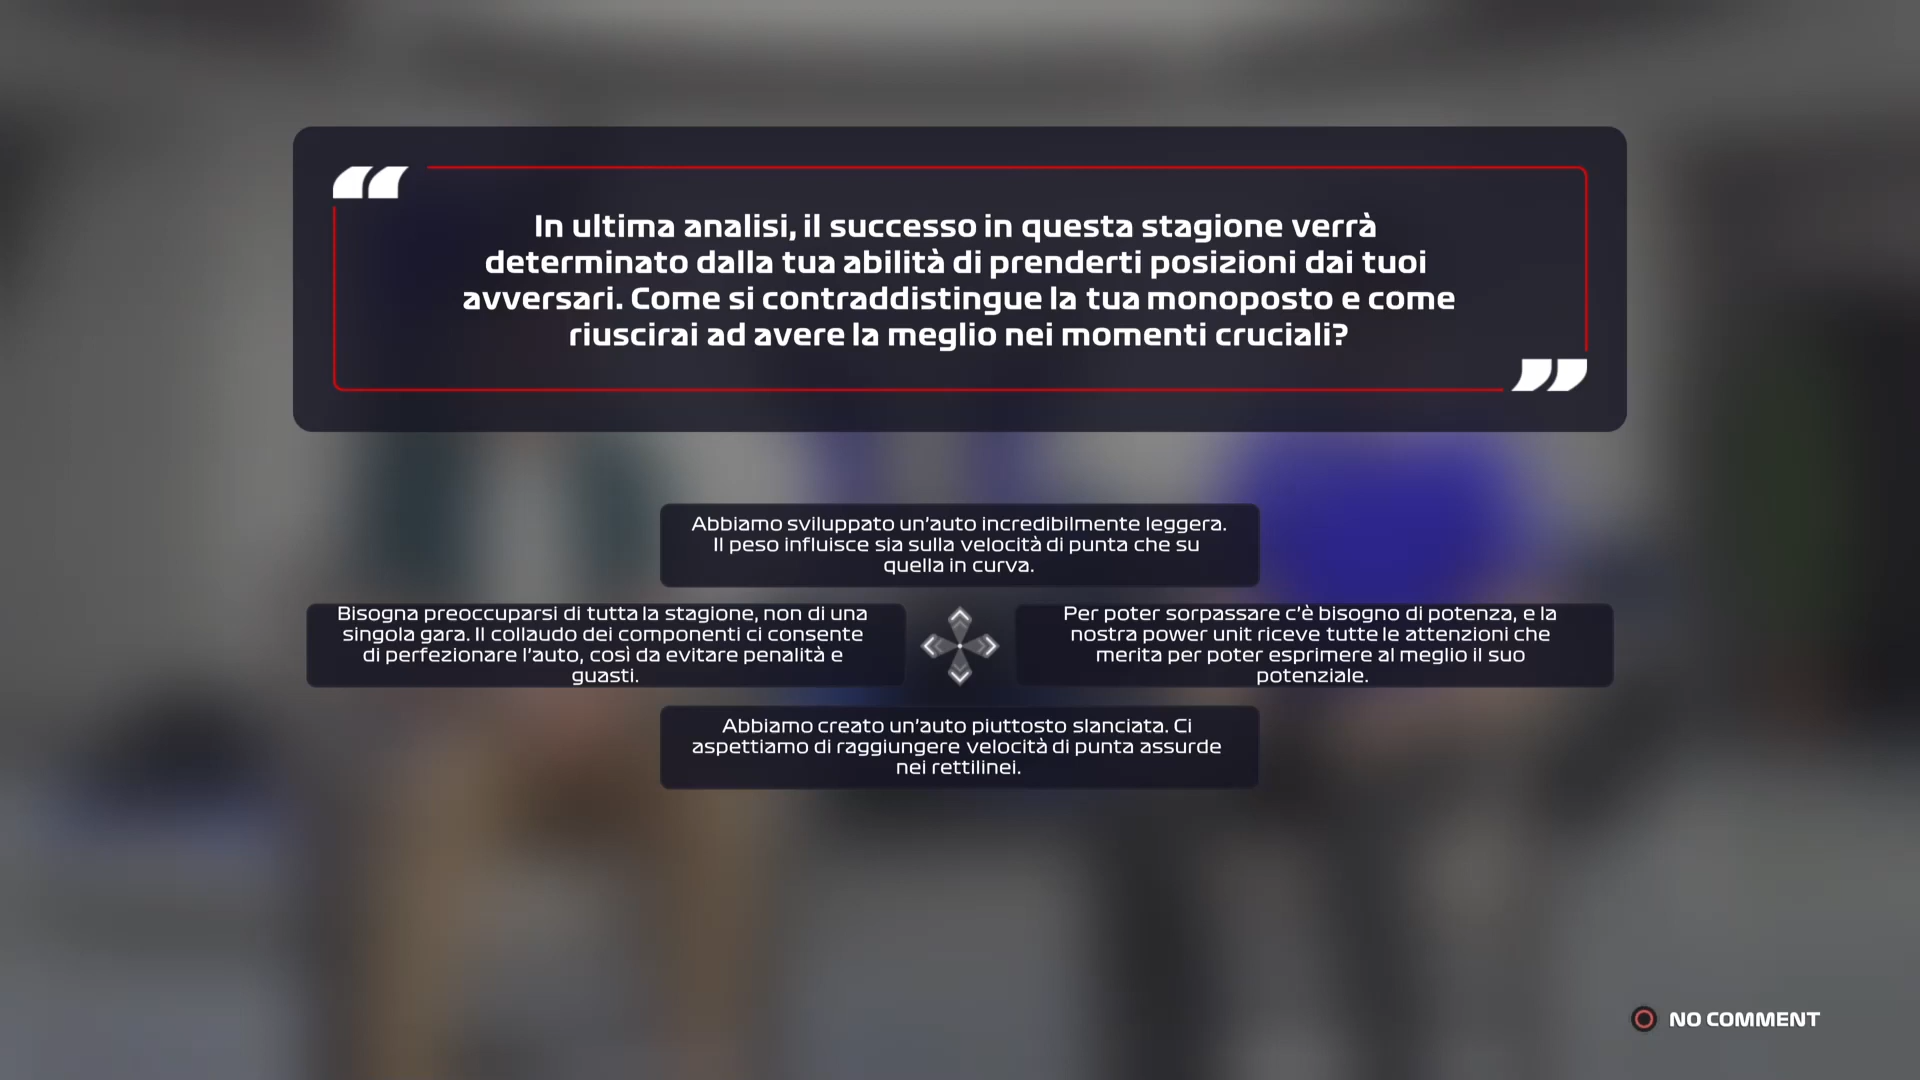 In ultima analisi, il successo in questa stagione verrà
determinato dalla tua abilità di prenderti posizioni dai tuoi
avversari. Come si contraddistingue la tua monoposto e come
riuscirai ad avere la meglio nei momenti cruciali?
Abbiamo sviluppato un'auto incredibilmente leggera.
Il peso influisce sia sulla velocità di punta che su
quella in curva.
Bisogna preoccuparsi di tutta la stagione, non di una
singola gara. Il collaudo dei componenti ci consente
di perfezionare l'auto, così da evitare penalità e
guasti.
Per poter sorpassare c'è bisogno di potenza, e la
nostra power unit riceve tutte le attenzioni che
merita per poter esprimere al meglio il suo
potenziale.
Abbiamo creato un'auto piuttosto slanciata. Ci
aspettiamo di raggiungere velocità di punta assurde
nei rettilinei.
NO COMMENT